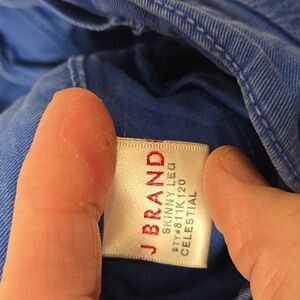 J BRAND
SKINNY LEG
STY#811K120
CELESTIAL